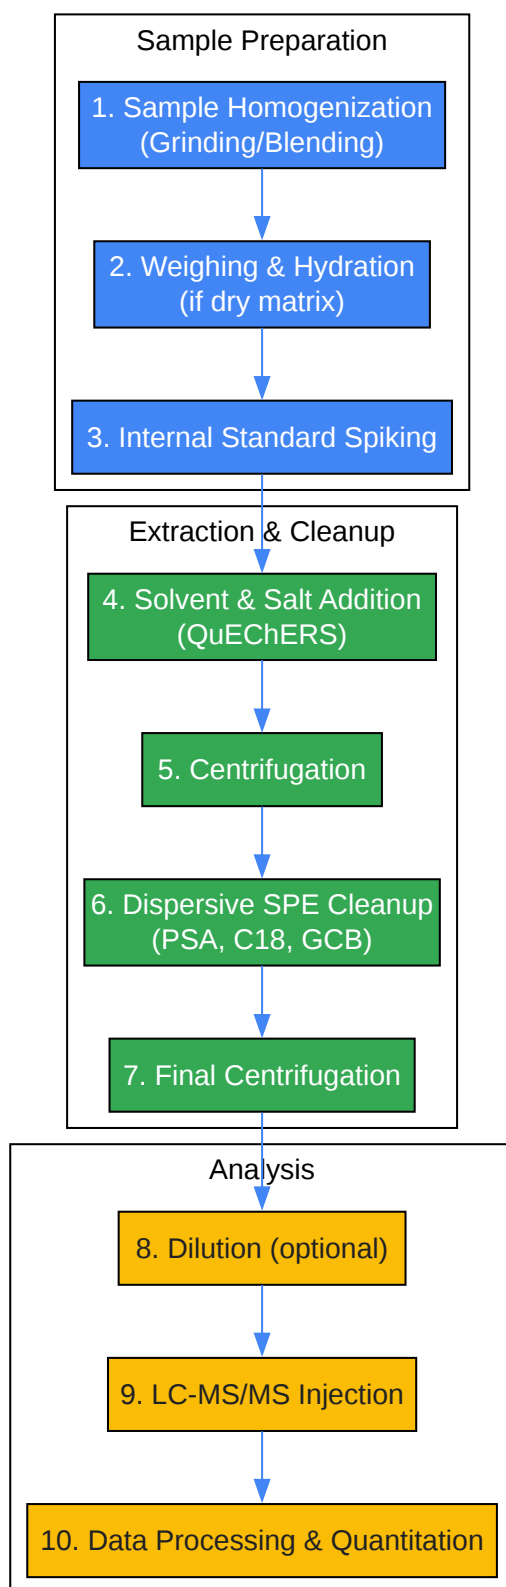 Sample Preparation
1. Sample Homogenization
(Grinding/Blending)
2. Weighing & Hydration
(if dry matrix)
3. Internal Standard Spiking
Extraction & Cleanup
4. Solvent & Salt Addition
(QuEChERS)
5. Centrifugation
6. Dispersive SPE Cleanup
(PSA, C18, GCB)
7. Final Centrifugation
Analysis
8. Dilution (optional)
9. LC-MS/MS Injection
10. Data Processing & Quantitation